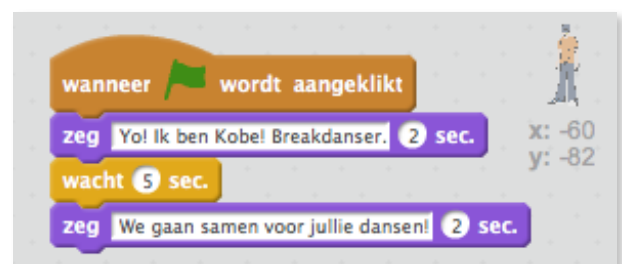 wanneer wordt aangeklikt
zeg Yo! Ik ben Kobe! Breakdanser. 2 sec.
x: -60
y: -82
wacht 5 sec.
zeg We gaan samen voor jullie dansen! 2 sec.